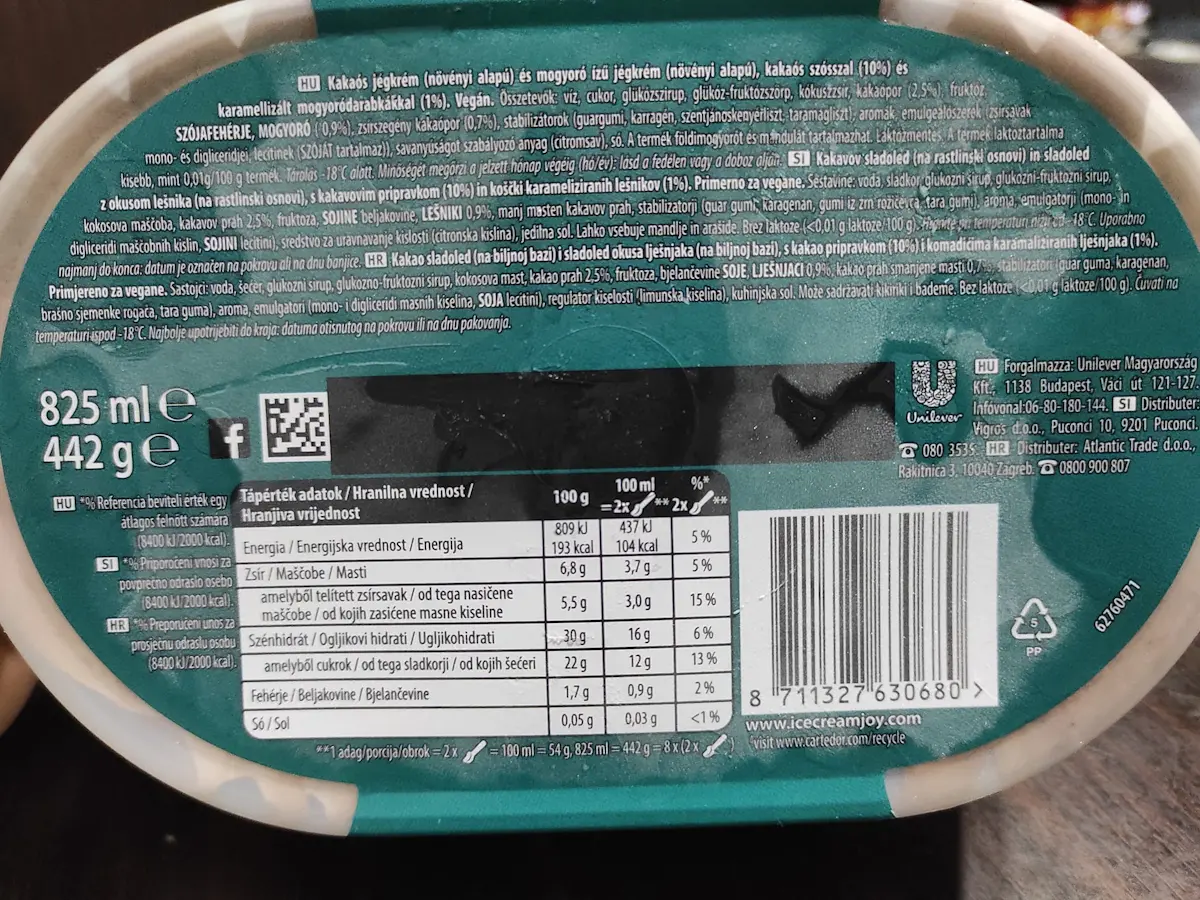 HU Kakaós jégkrém (növényi alapú) és mogyoró ízű jégkrém (növényi alapú), kakaós szósszal (10%) és
karamellizált mogyoródarabkákkal (1%). Vegán. Összetevők: víz, cukor, glükózszirup, glükóz-fruktózszörp, kókuszzsír, kakaópor (2,5%), fruktóz,
SZÓJAFEHÉRJE, MOGYORÓ (0,9%), zsírszegény kakaópor (0,7%), stabilizátorok (guargumi, karragén, szentjánoskenyérliszt, taramagliszt), aromák, emulgeálószerek (zsírsavak
mono- és digliceridjei, lecitinek (SZÓJÁT tartalmaz)), savanyúságot szabályozó anyag (citromsav), só. A termék földimogyorót és mandulát tartalmazhat. Laktózmentes. A termék laktóztartalma
kisebb, mint 0,01g/100 g termék. Tárolás -18°C alatt. Minőségét megőrzi a jelzett hónap végéig (hó/év): lásd a fedelén vagy a doboz alján. SI Kakavov sladoled (na rastlinski osnovi) in sladoled
z okusom lešnika (na rastlinski osnovi), s kakavovim pripravkom (10%) in koščki karameliziranih lešnikov (1%). Primerno za vegane. Sestavine: voda, sladkor, glukozni sirup, glukozni-fruktozni sirup,
kokosova maščoba, kakavov prah 2,5%, fruktoza, SOJINE beljakovine, LEŠNIKI 0,9%, manj masten kakavov prah, stabilizatorji (guar gumi, karagenan, gumi iz zrn rožičevca, tara gumi), aroma, emulgatorji (mono- in
digliceridi maščobnih kislin, SOJINI lecitini), sredstvo za uravnavanje kislosti (citronska kislina), jedilna sol. Lahko vsebuje mandlje in arašide. Brez laktoze (<0,01 g laktoze/100 g). pri temperaturi -18°C. Uporabno
najmanj do konca: datum je označen na pokrovu ali na dnu banjice. HR Kakao sladoled (na biljnoj bazi) i sladoled okusa lješnjaka (na biljnoj bazi), s kakao pripravkom (10%) i komadićima karamaliziranih lješnjaka (1%).
Primjereno za vegane. Sastojci: voda, šećer, glukozni sirup, glukozno-fruktozni sirup, kokosova mast, kakao prah 2,5%, fruktoza, bjelančevine SOJE, LJEŠNJACI 0,9%, kakao prah smanjene masti 0,7%, stabilizatori (guar guma, karagenan,
brašno sjemenke rogača, tara guma), aroma, emulgatori (mono- i digliceridi masnih kiselina, SOJA lecitini), regulator kiselosti (limunska kiselina), kuhinjska sol. Može sadržavati kikiriki i bademe. Bez laktoze (<0,01 g laktoze/100 g). Čuvati na
temperaturi ispod -18°C. Najbolje upotrijebiti do kraja: datuma otisnutog na pokrovu ili na dnu pakovanja.
825 ml e
442 g e
f
Unilever
HU Forgalmazza: Unilever Magyarország
Kft., 1138 Budapest, Váci út 121-127.
Infóvonal:06-80-180-144. SI Distributer:
Vigros d.o.o., Puconci 10, 9201 Puconci.
☎ 080 3535 HR Distributer: Atlantic Trade d.o.o.,
Rakitnica 3, 10040 Zagreb. ☎ 0800 900 807
HU *% Referencia beviteli érték egy
átlagos felnőtt számára
(8400 kJ/2000 kcal).
SI *% Priporočeni vnosi za
povprečno odraslo osebo
(8400 kJ/2000 kcal).
HR *% Preporučeni unos za
prosječnu odraslu osobu
(8400 kJ/2000 kcal).
Tápérték adatok / Hranilna vrednost /
Hranjiva vrijednost
100 g 100 ml =2x ** %* 2x **
Energia / Energijska vrednost / Energija 809 kJ 193 kcal 437 kJ 104 kcal 5 %
Zsír / Maščobe / Masti 6,8 g 3,7 g 5 %
amelyből telített zsírsavak / od tega nasičene
maščobe / od kojih zasićene masne kiseline 5,5 g 3,0 g 15 %
Szénhidrát / Ogljikovi hidrati / Ugljikohidrati 30 g 16 g 6 %
amelyből cukrok / od tega sladkorji / od kojih šećeri 22 g 12 g 13 %
Fehérje / Beljakovine / Bjelančevine 1,7 g 0,9 g 2 %
Só / Sol 0,05 g 0,03 g <1 %
**1 adag/porcija/obrok = 2 x = 100 ml = 54 g, 825 ml = 442 g = 8 x (2 x )
8 711327 630680 >
www.icecreamjoy.com
visit www.cartedor.com/recycle
5
PP
62760471